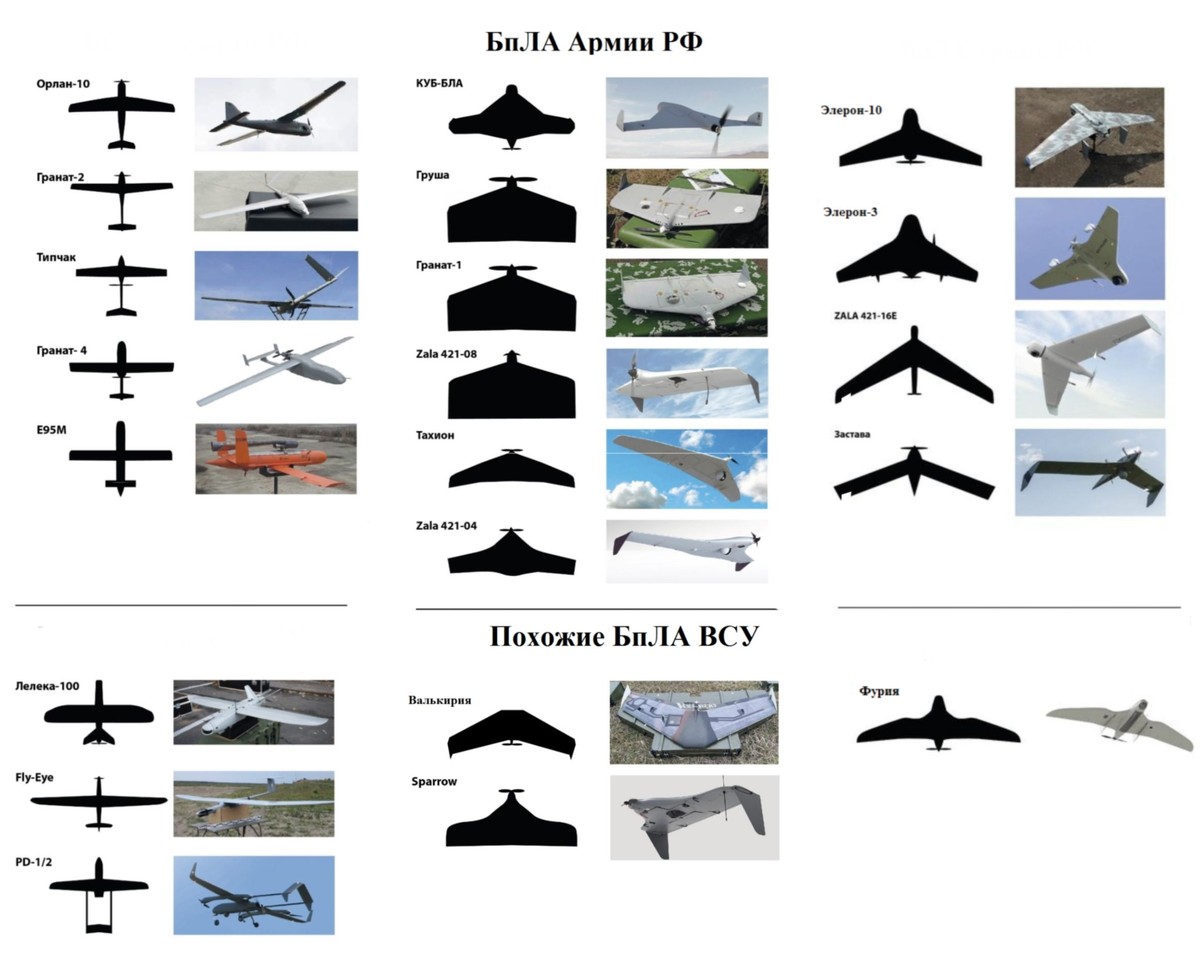 БпЛА Армии РФ
Орлан-10
Гранат-2
Типчак
Гранат- 4
E95M
КУБ-БЛА
Груша
Гранат-1
Zala 421-08
Тахион
Zala 421-04
Элерон-10
Элерон-3
ZALA 421-16E
Застава
Похожие БпЛА ВСУ
Лелека-100
Fly-Eye
PD-1/2
Валькирия
Sparrow
Фурия